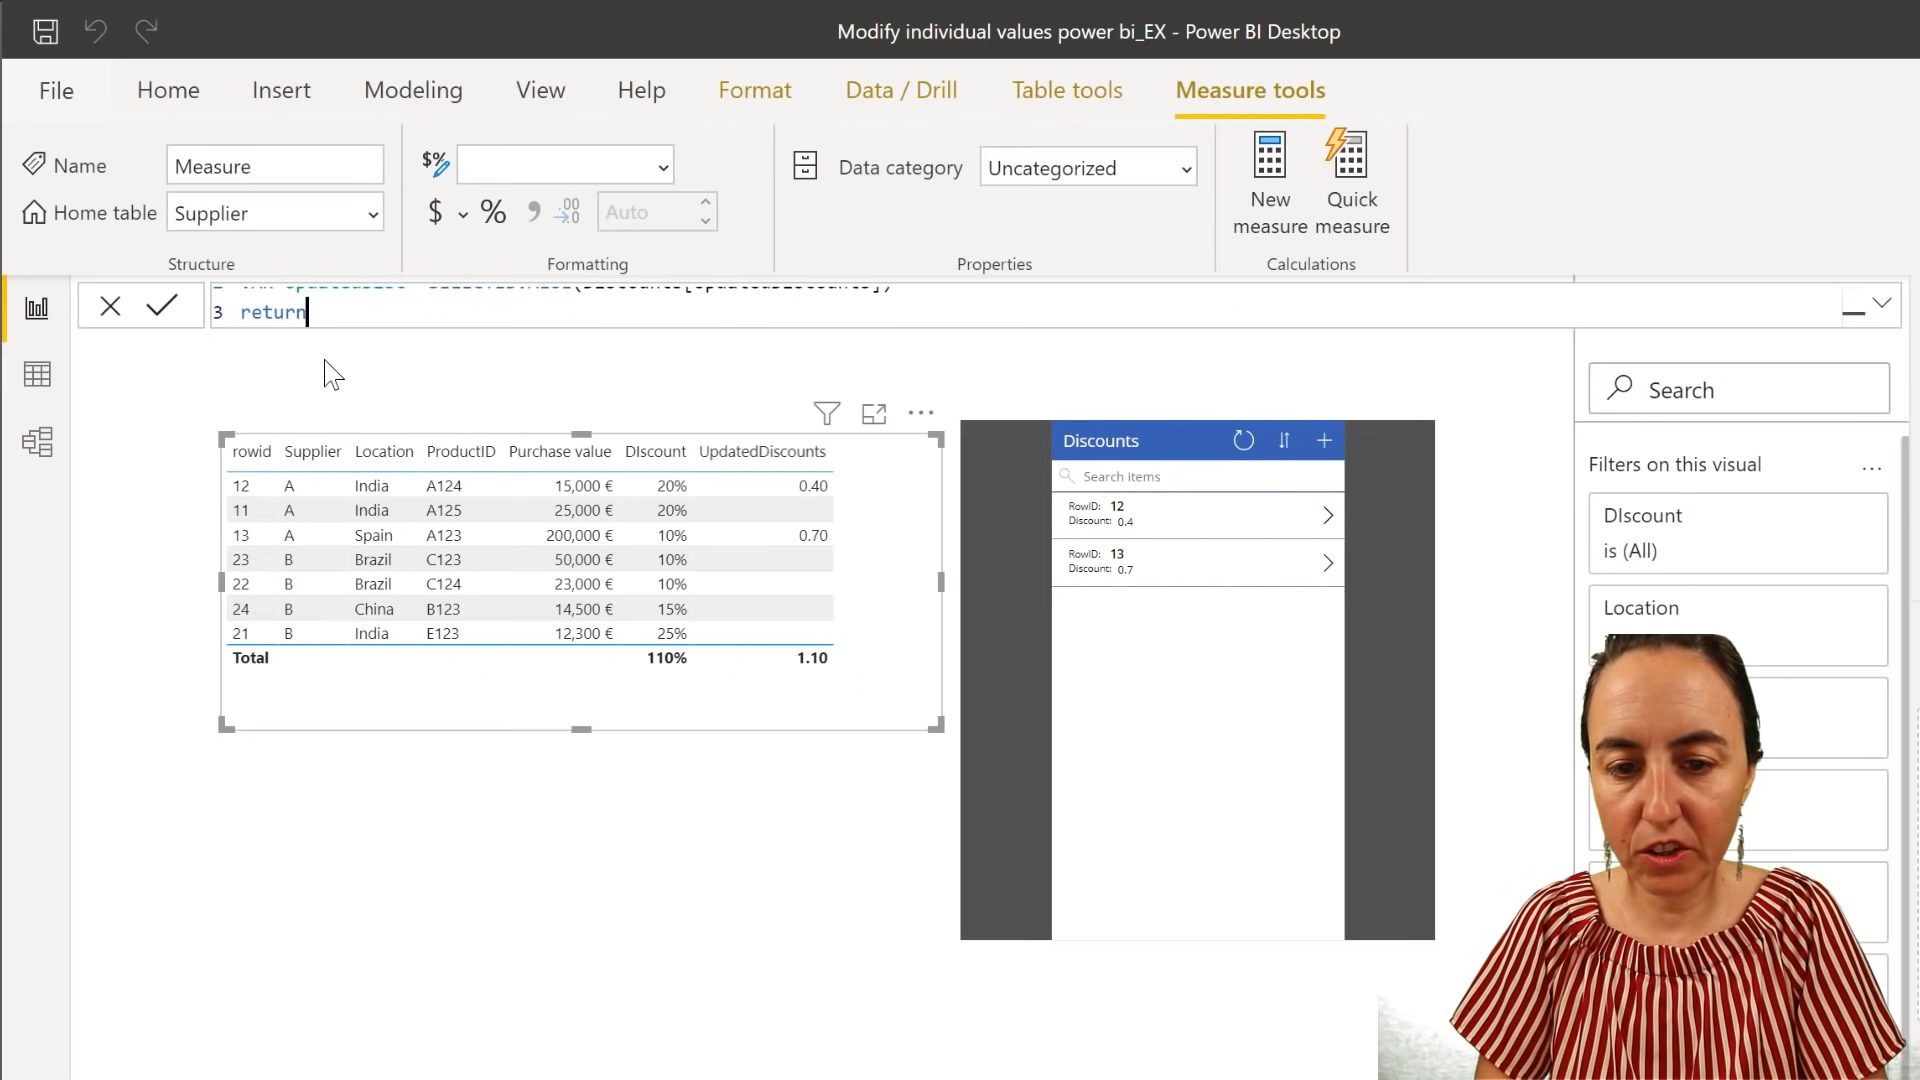 Modify individual values power bi_EX - Power BI Desktop
File Home Insert Modeling View Help Format Data / Drill Table tools Measure tools
Name Measure
Home table Supplier
Structure
$%
$ % , .00 Auto
Formatting
Data category Uncategorized
Properties
New measure
Quick measure
Calculations
3 return
rowid Supplier Location ProductID Purchase value DIscount UpdatedDiscounts
12 A India A124 15,000 € 20% 0.40
11 A India A125 25,000 € 20%
13 A Spain A123 200,000 € 10% 0.70
23 B Brazil C123 50,000 € 10%
22 B Brazil C124 23,000 € 10%
24 B China B123 14,500 € 15%
21 B India E123 12,300 € 25%
Total 110% 1.10
Discounts
Search items
RowID: 12
Discount: 0.4
RowID: 13
Discount: 0.7
Search
Filters on this visual
DIscount
is (All)
Location